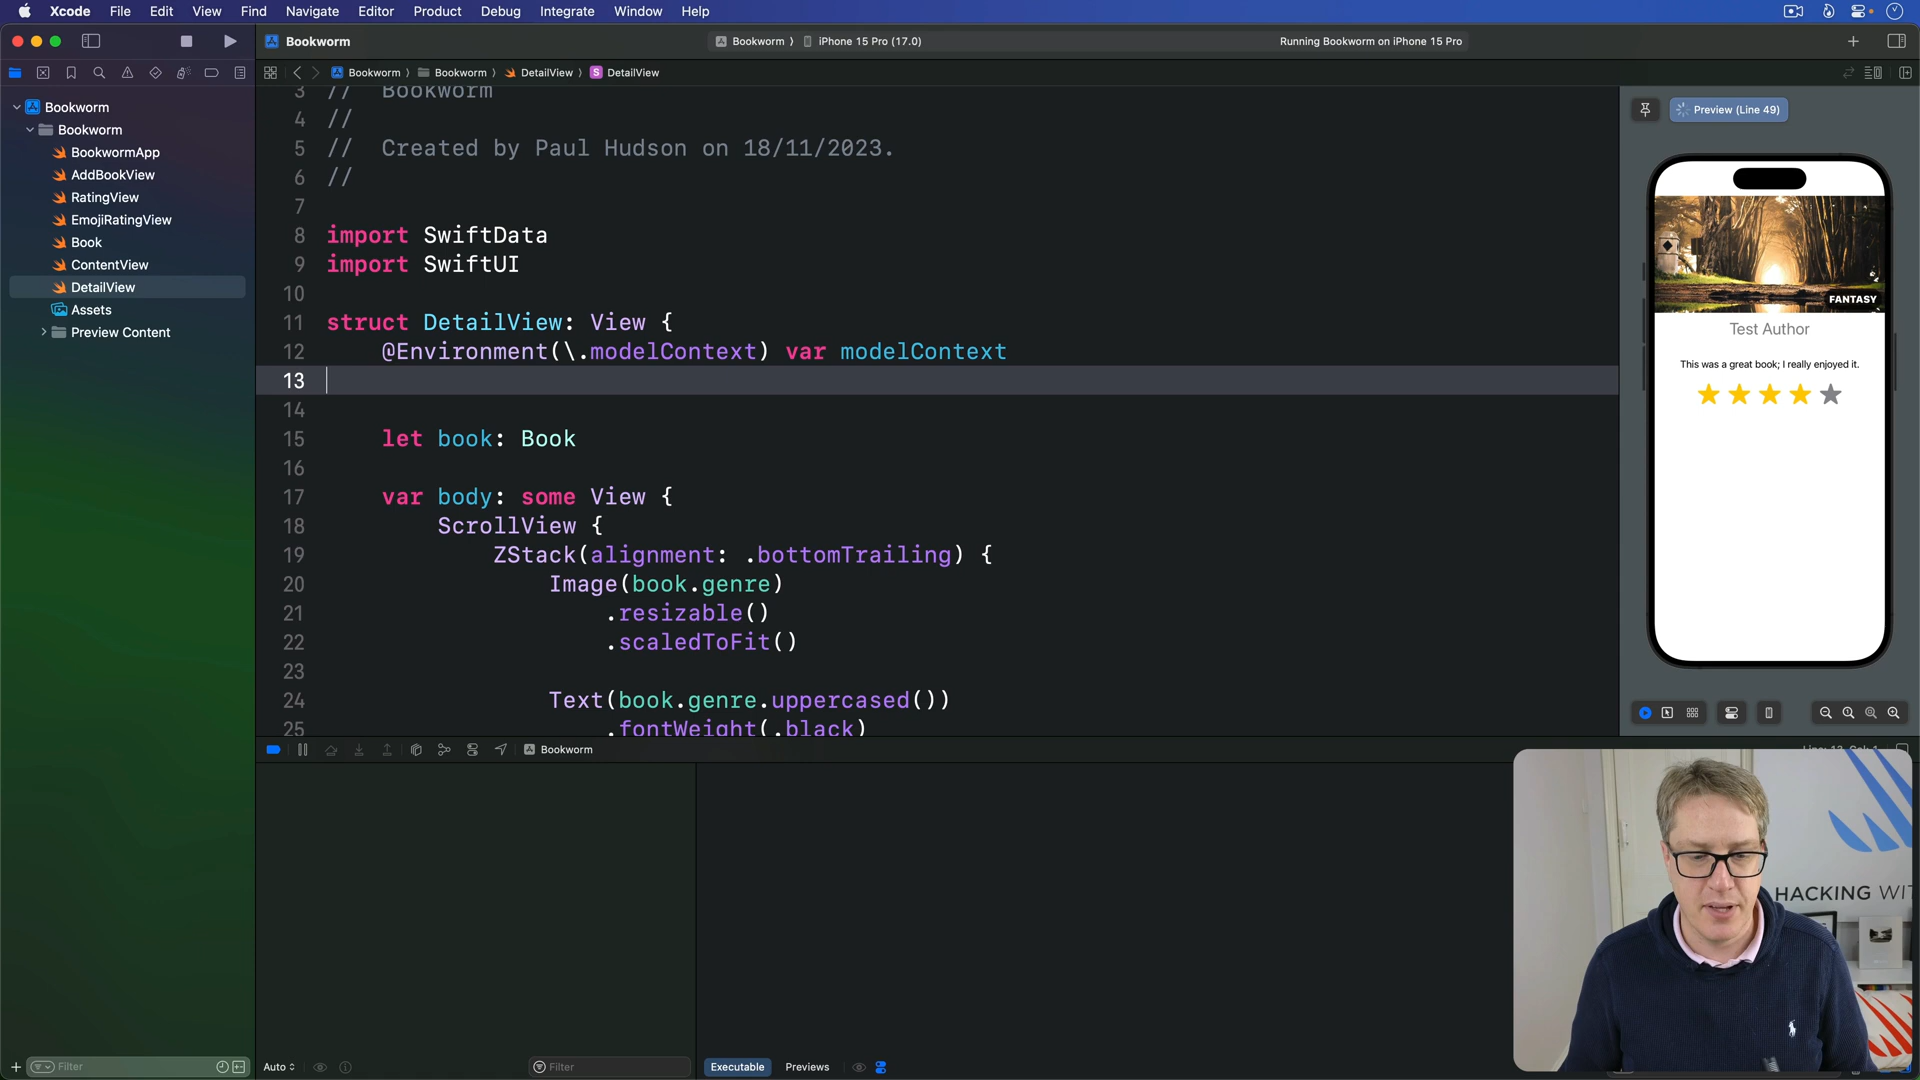 Xcode File Edit View Find Navigate Editor Product Debug Integrate Window Help
Bookworm
Bookworm ⟩ iPhone 15 Pro (17.0)
Running Bookworm on iPhone 15 Pro
Bookworm ⟩ Bookworm ⟩ DetailView ⟩ S DetailView
Bookworm
Bookworm
BookwormApp
AddBookView
RatingView
EmojiRatingView
Book
ContentView
DetailView
Assets
Preview Content
Filter
3 // Bookworm
4 //
5 // Created by Paul Hudson on 18/11/2023.
6 //
7
8 import SwiftData
9 import SwiftUI
10
11 struct DetailView: View {
12 @Environment(\.modelContext) var modelContext
13
14
15 let book: Book
16
17 var body: some View {
18 ScrollView {
19 ZStack(alignment: .bottomTrailing) {
20 Image(book.genre)
21 .resizable()
22 .scaledToFit()
23
24 Text(book.genre.uppercased())
25 .fontWeight(.black)
Preview (Line 49)
FANTASY
Test Author
This was a great book; I really enjoyed it.
Bookworm
Auto
Filter
Executable Previews
HACKING WIT